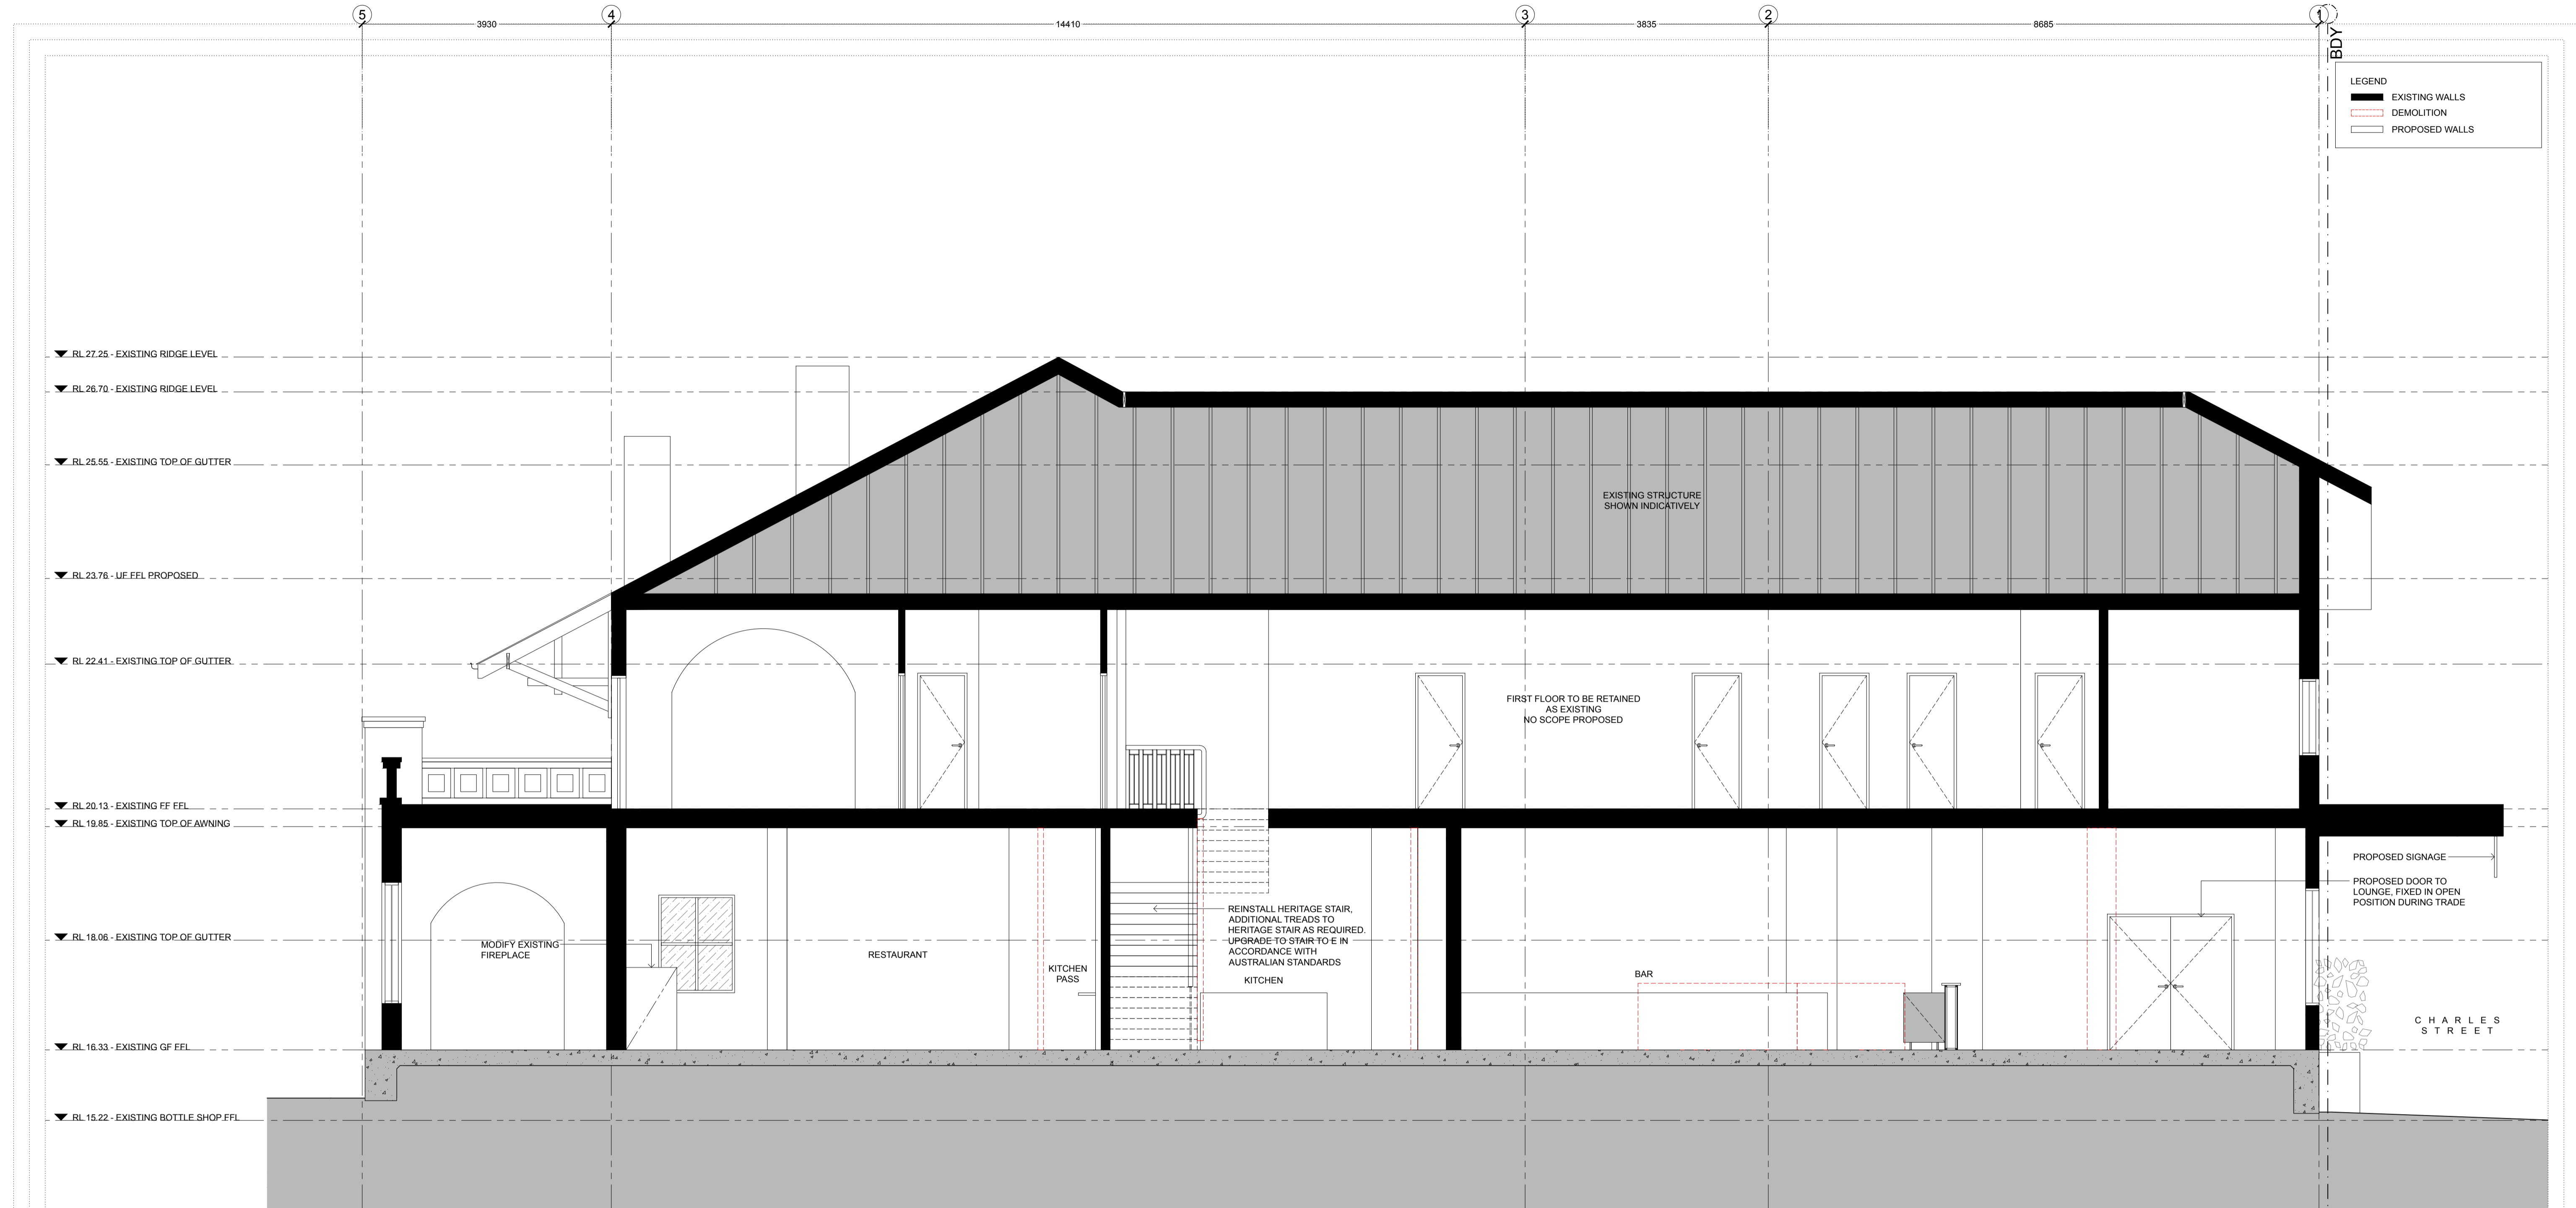 5
3930
4
14410
3
3835
2
8685
1
BDY
LEGEND
EXISTING WALLS
DEMOLITION
PROPOSED WALLS
RL 27.25 - EXISTING RIDGE LEVEL
RL 26.70 - EXISTING RIDGE LEVEL
RL 25.55 - EXISTING TOP OF GUTTER
EXISTING STRUCTURE
SHOWN INDICATIVELY
RL 23.76 - UF FFL PROPOSED
RL 22.41 - EXISTING TOP OF GUTTER
FIRST FLOOR TO BE RETAINED
AS EXISTING
NO SCOPE PROPOSED
RL 20.13 - EXISTING FF FFL
RL 19.85 - EXISTING TOP OF AWNING
PROPOSED SIGNAGE
PROPOSED DOOR TO
LOUNGE, FIXED IN OPEN
POSITION DURING TRADE
REINSTALL HERITAGE STAIR,
ADDITIONAL TREADS TO
HERITAGE STAIR AS REQUIRED.
UPGRADE TO STAIR TO E IN
ACCORDANCE WITH
AUSTRALIAN STANDARDS
RL 18.06 - EXISTING TOP OF GUTTER
MODIFY EXISTING
FIREPLACE
RESTAURANT
KITCHEN
PASS
KITCHEN
BAR
CHARLES
STREET
RL 16.33 - EXISTING GF FFL
RL 15.22 - EXISTING BOTTLE SHOP FFL